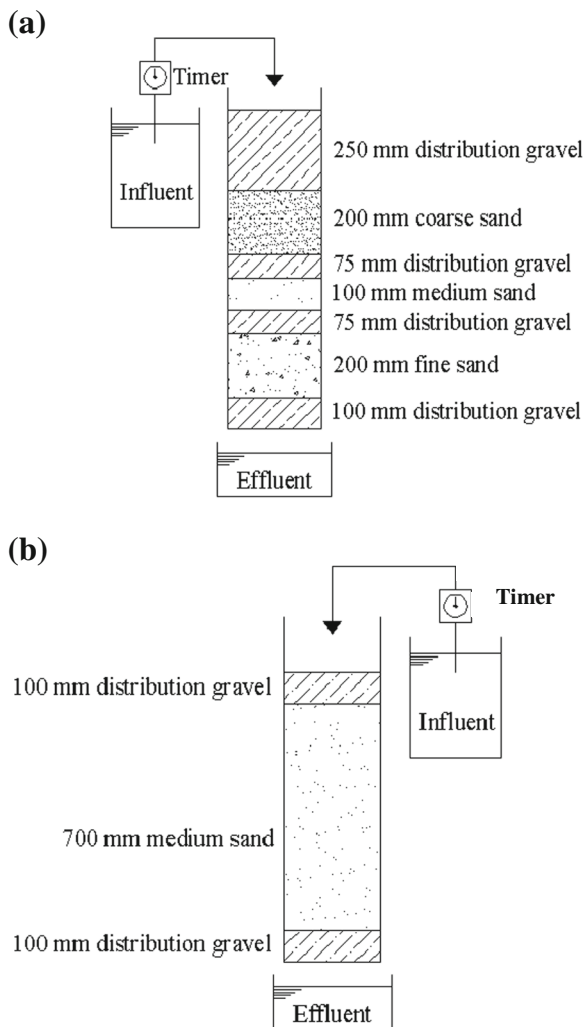 (a)
Timer
Influent
250 mm distribution gravel
200 mm coarse sand
75 mm distribution gravel
100 mm medium sand
75 mm distribution gravel
200 mm fine sand
100 mm distribution gravel
Effluent
(b)
Timer
100 mm distribution gravel
Influent
700 mm medium sand
100 mm distribution gravel
Effluent